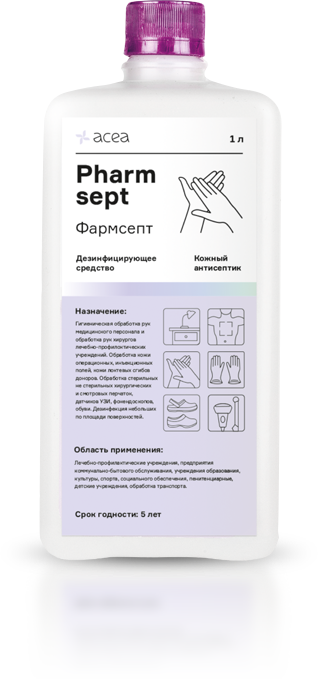 acea
1 л
Pharm
sept
Фармсепт
Дезинфицирующее
средство
Кожный
антисептик
Назначение:
Гигиеническая обработка рук
медицинского персонала и
обработка рук хирургов
лечебно-профилактических
учреждений. Обработка кожи
операционных, инъекционных
полей, кожи локтевых сгибов
доноров. Обработка стерильных
не стерильных хирургических
и смотровых перчаток,
датчиков УЗИ, фонендоскопов,
обуви. Дезинфекция небольших
по площади поверхностей.
Область применения:
Лечебно-профилактические учреждения, предприятия
коммунально-бытового обслуживания, учреждения образования,
культуры, спорта, социального обеспечения, пенитенциарные,
детские учреждения, обработка транспорта.
Срок годности: 5 лет